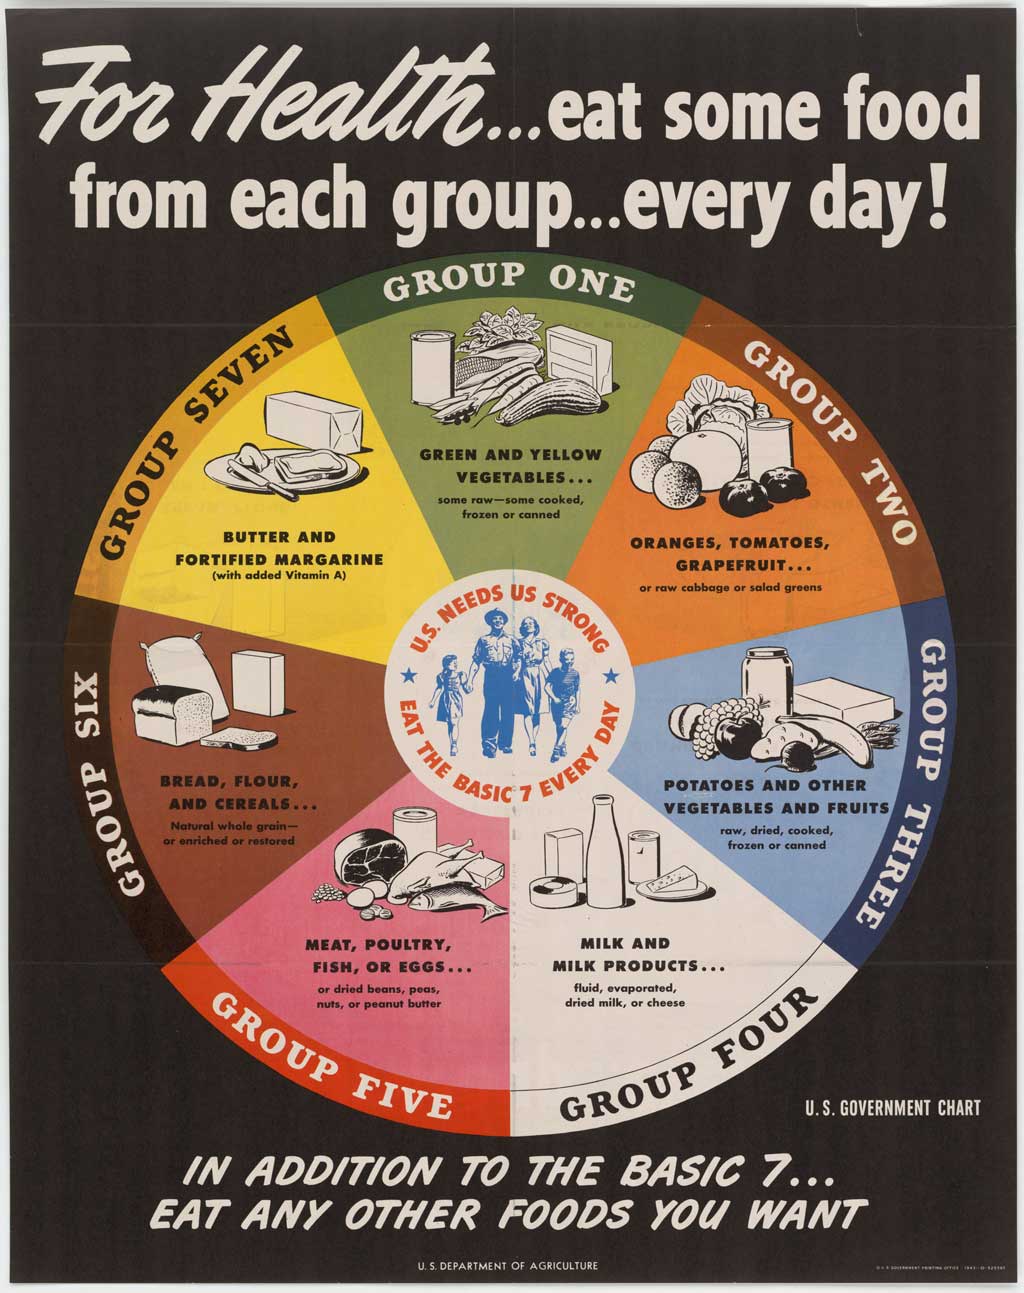 For Health...eat some food
from each group...every day!
GROUP ONE
GREEN AND YELLOW
VEGETABLES...
some raw—some cooked,
frozen or canned
GROUP TWO
ORANGES, TOMATOES,
GRAPEFRUIT...
or raw cabbage or salad greens
GROUP THREE
POTATOES AND OTHER
VEGETABLES AND FRUITS
raw, dried, cooked,
frozen or canned
GROUP FOUR
MILK AND
MILK PRODUCTS...
fluid, evaporated,
dried milk, or cheese
GROUP FIVE
MEAT, POULTRY,
FISH, OR EGGS...
or dried beans, peas,
nuts, or peanut butter
GROUP SIX
BREAD, FLOUR,
AND CEREALS...
Natural whole grain—
or enriched or restored
GROUP SEVEN
BUTTER AND
FORTIFIED MARGARINE
(with added Vitamin A)
U.S. NEEDS US STRONG
EAT THE BASIC 7 EVERY DAY
U.S. GOVERNMENT CHART
IN ADDITION TO THE BASIC 7...
EAT ANY OTHER FOODS YOU WANT
U. S. DEPARTMENT OF AGRICULTURE
GOVERNMENT PRINTING OFFICE